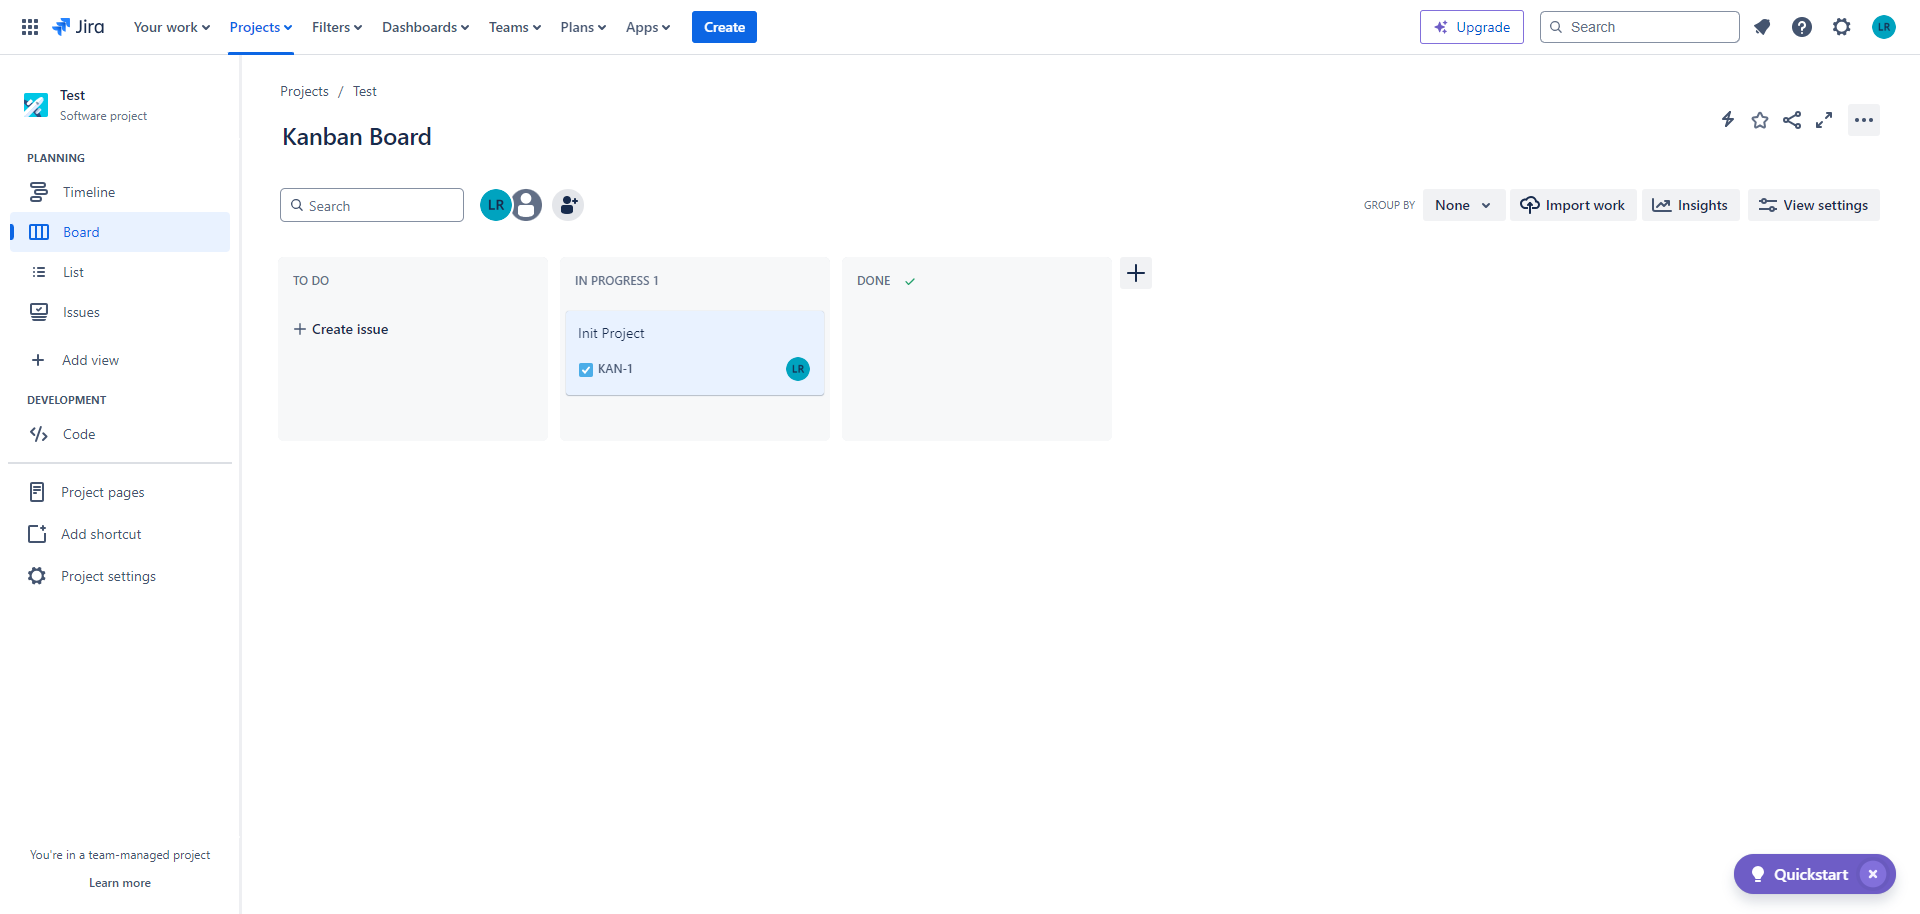 Jira
Your work
Projects
Filters
Dashboards
Teams
Plans
Apps
Create
Upgrade
Search
LR
Test
Software project
PLANNING
Timeline
Board
List
Issues
Add view
DEVELOPMENT
Code
Project pages
Add shortcut
Project settings
You're in a team-managed project
Learn more
Projects / Test
Kanban Board
Search
LR
GROUP BY
None
Import work
Insights
View settings
TO DO
Create issue
IN PROGRESS 1
Init Project
KAN-1
LR
DONE
Quickstart